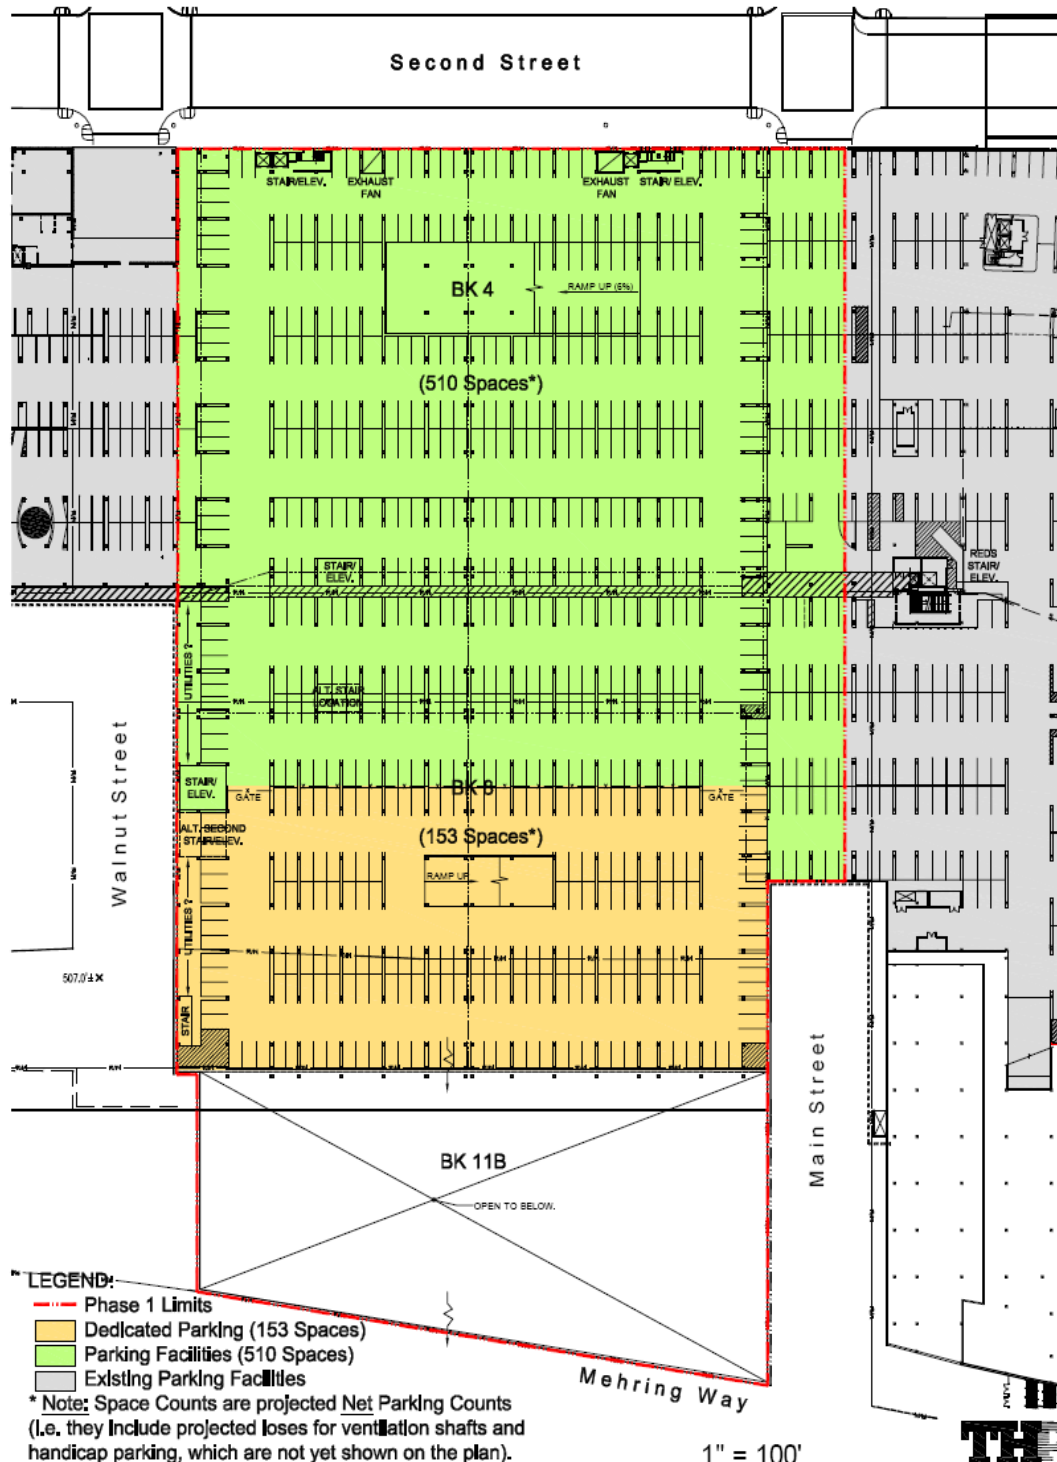 Second Street
STAIR/ELEV.
EXHAUST
FAN
EXHAUST
FAN
STAIR/ ELEV.
BK 4
RAMP UP (5%)
(510 Spaces*)
STAIR/
ELEV.
REDS
STAIR/
ELEV.
UTILITIES ?
ALT. STAIR
LOCATION
Walnut Street
STAIR/
ELEV.
BK 8
GATE
GATE
ALT. SECOND
STAIR/ELEV.
(153 Spaces*)
RAMP UP
UTILITIES ?
507.0'± X
STAIR
Main Street
BK 11B
OPEN TO BELOW.
LEGEND:
Phase 1 Limits
Dedicated Parking (153 Spaces)
Parking Facilities (510 Spaces)
Existing Parking Facilities
Mehring Way
* Note: Space Counts are projected Net Parking Counts
(i.e. they include projected loses for ventilation shafts and
handicap parking, which are not yet shown on the plan).
1" = 100'
TH